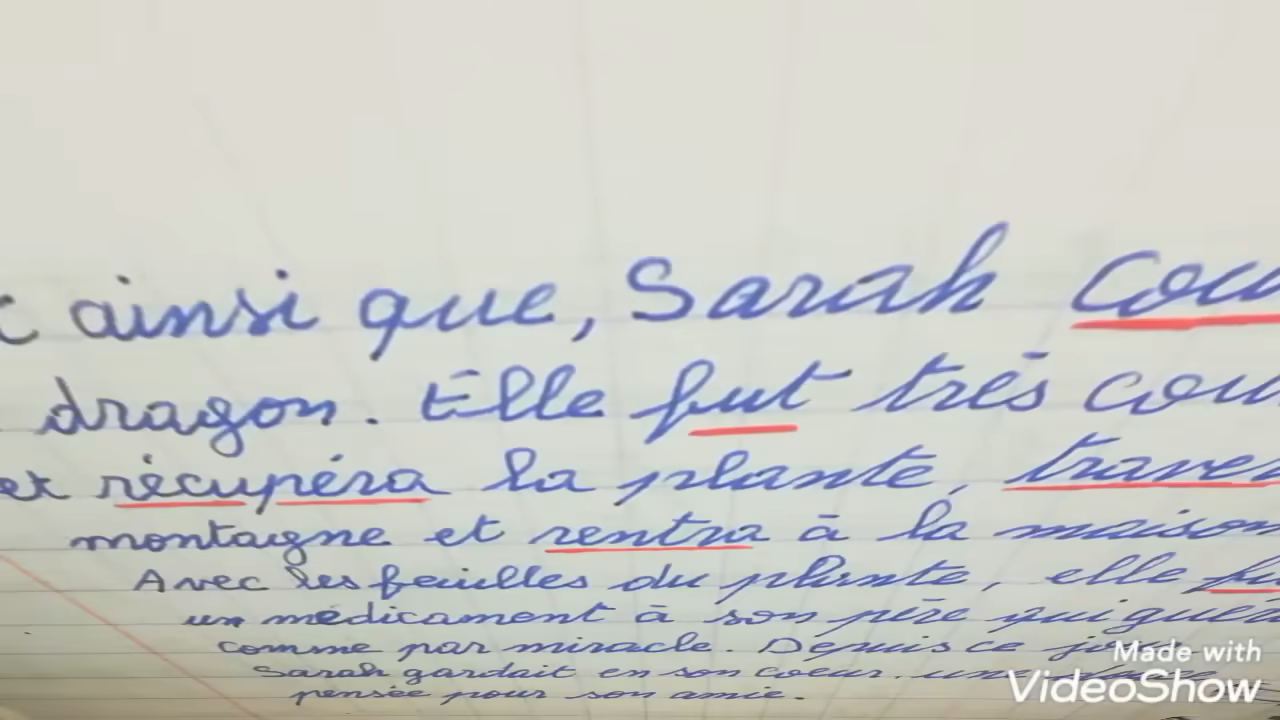 ainsi que, Sarah
dragon. Elle fut très
et récupéra la plante,
montagne et rentra à la maison
Avec les feuilles du plante, elle
un médicament à son père qui
comme par miracle. Depuis ce
Sarah gardait en son coeur. une
pensée pour son amie.
Made with
VideoShow